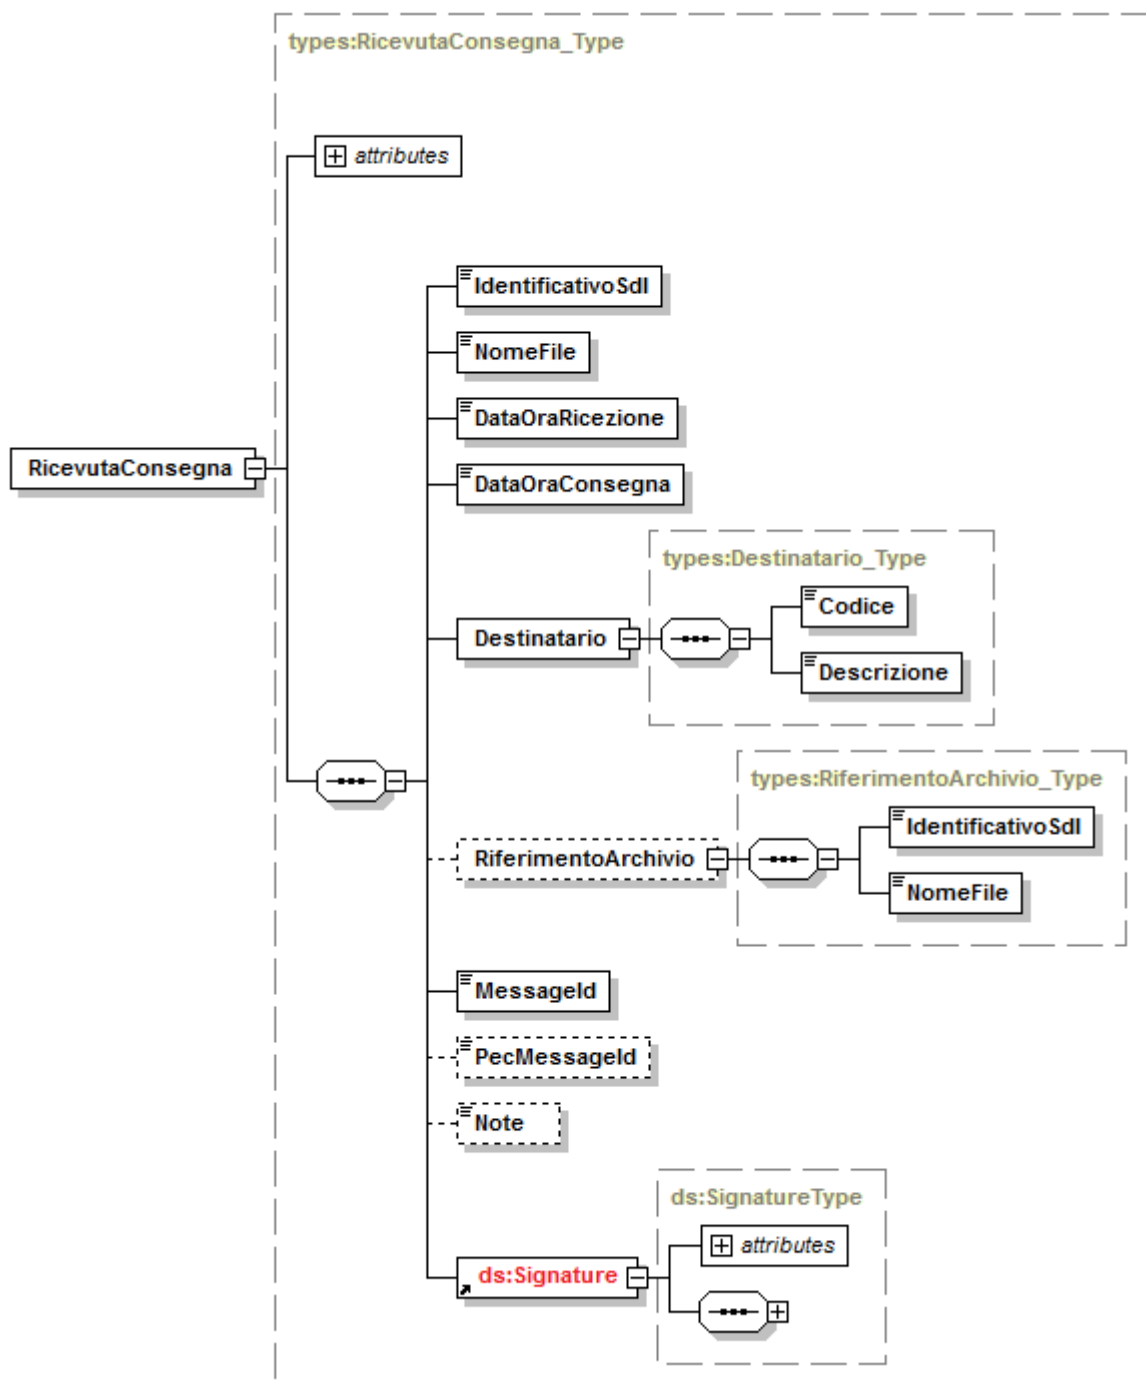 types:RicevutaConsegna_Type
attributes
IdentificativoSdI
NomeFile
DataOraRicezione
RicevutaConsegna
DataOraConsegna
types:Destinatario_Type
Codice
Destinatario
Descrizione
types:RiferimentoArchivio_Type
IdentificativoSdI
RiferimentoArchivio
NomeFile
MessageId
PecMessageId
Note
ds:SignatureType
attributes
ds:Signature